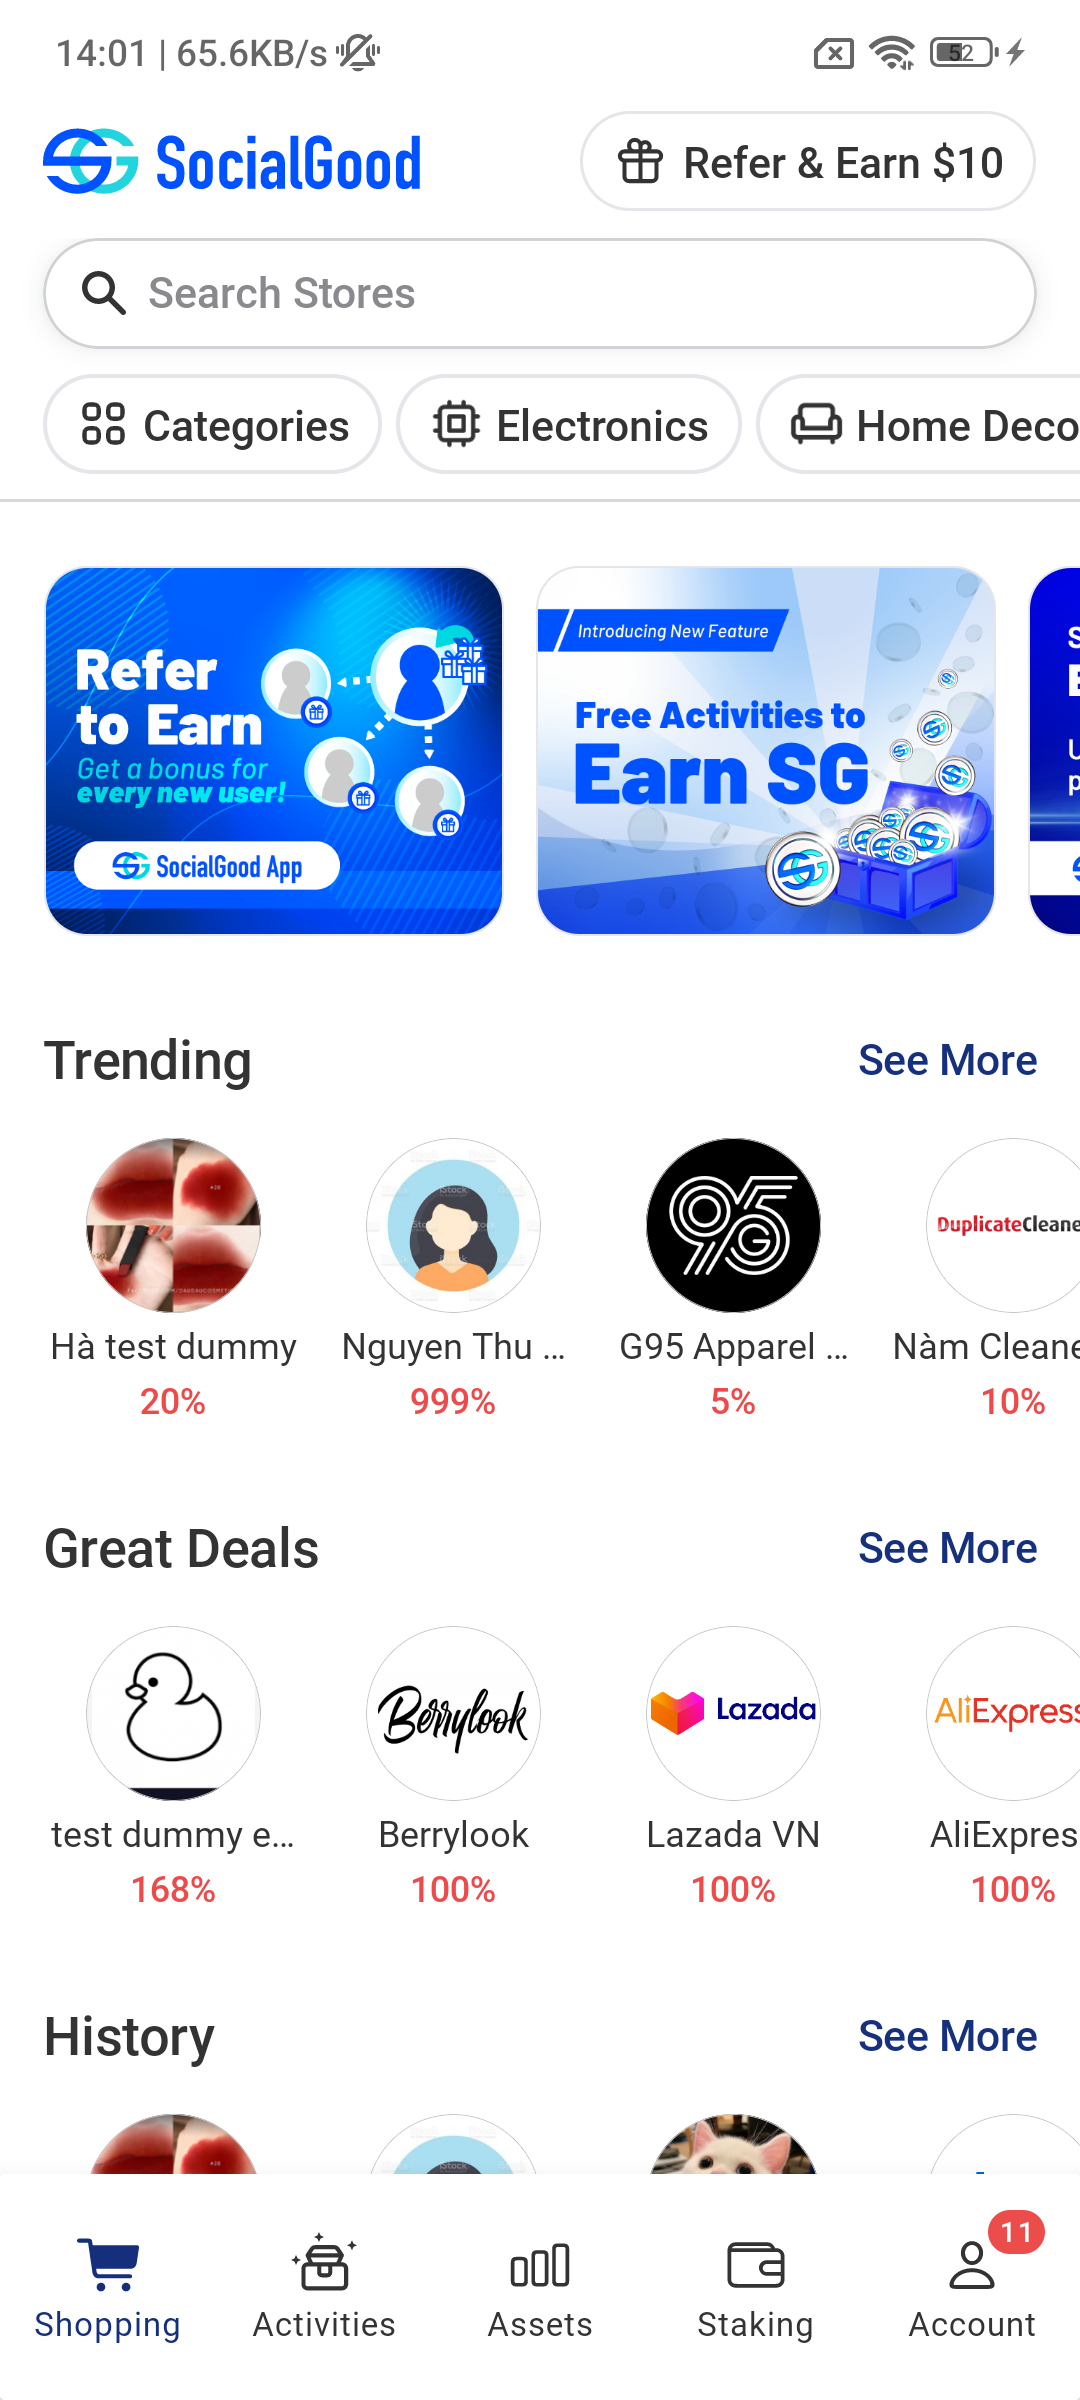 14:01 | 65.6KB/s
52
SocialGood
Refer & Earn $10
Search Stores
Categories
Electronics
Home Deco
Refer
to Earn
Get a bonus for
every new user!
SocialGood App
Introducing New Feature
Free Activities to
Earn SG
Trending
See More
95G
DuplicateCleane
Hà test dummy
Nguyen Thu ...
G95 Apparel ...
Nàm Cleane
20%
999%
5%
10%
Great Deals
See More
Berrylook
Lazada
AliExpress
test dummy e...
Berrylook
Lazada VN
AliExpres
168%
100%
100%
100%
History
See More
11
Shopping
Activities
Assets
Staking
Account